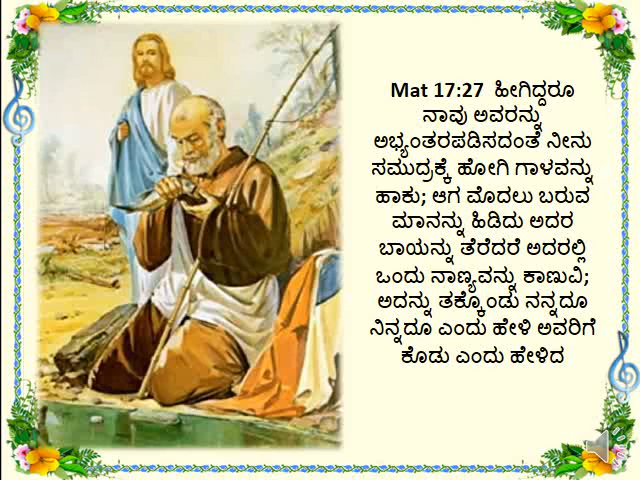 Mat 17:27 ಹೀಗಿದ್ದರೂ
ನಾವು ಅವರನ್ನು
ಅಭ್ಯಂತರಪಡಿಸದಂತೆ ನೀನು
ಸಮುದ್ರಕ್ಕೆ ಹೋಗಿ ಗಾಳವನ್ನು
ಹಾಕು; ಆಗ ಮೊದಲು ಬರುವ
ಮಾನನ್ನು ಹಿಡಿದು ಅದರ
ಬಾಯನ್ನು ತೆರೆದರೆ ಅದರಲ್ಲಿ
ಒಂದು ನಾಣ್ಯವನ್ನು ಕಾಣುವಿ;
ಅದನ್ನು ತಕ್ಕೊಂಡು ನನ್ನದೂ
ನಿನ್ನದೂ ಎಂದು ಹೇಳಿ ಅವರಿಗೆ
ಕೊಡು ಎಂದು ಹೇಳಿದ